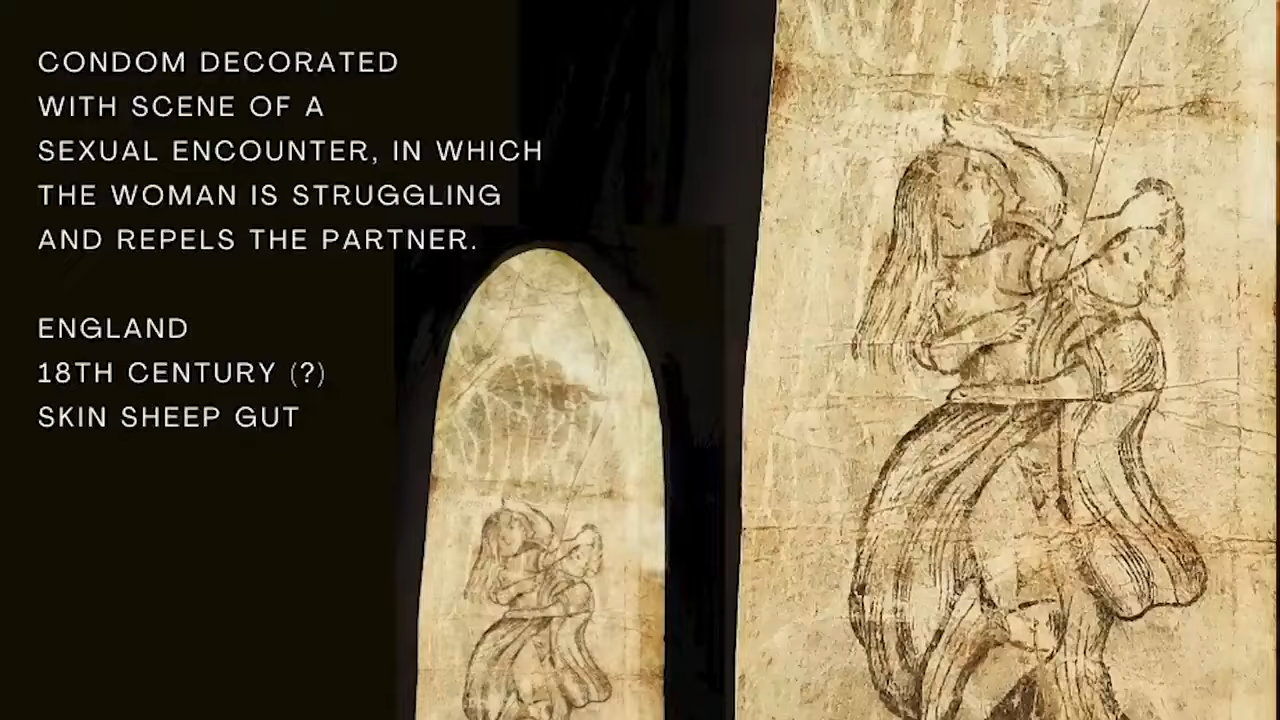 CONDOM DECORATED
WITH SCENE OF A
SEXUAL ENCOUNTER, IN WHICH
THE WOMAN IS STRUGGLING
AND REPELS THE PARTNER.
ENGLAND
18TH CENTURY (?)
SKIN SHEEP GUT